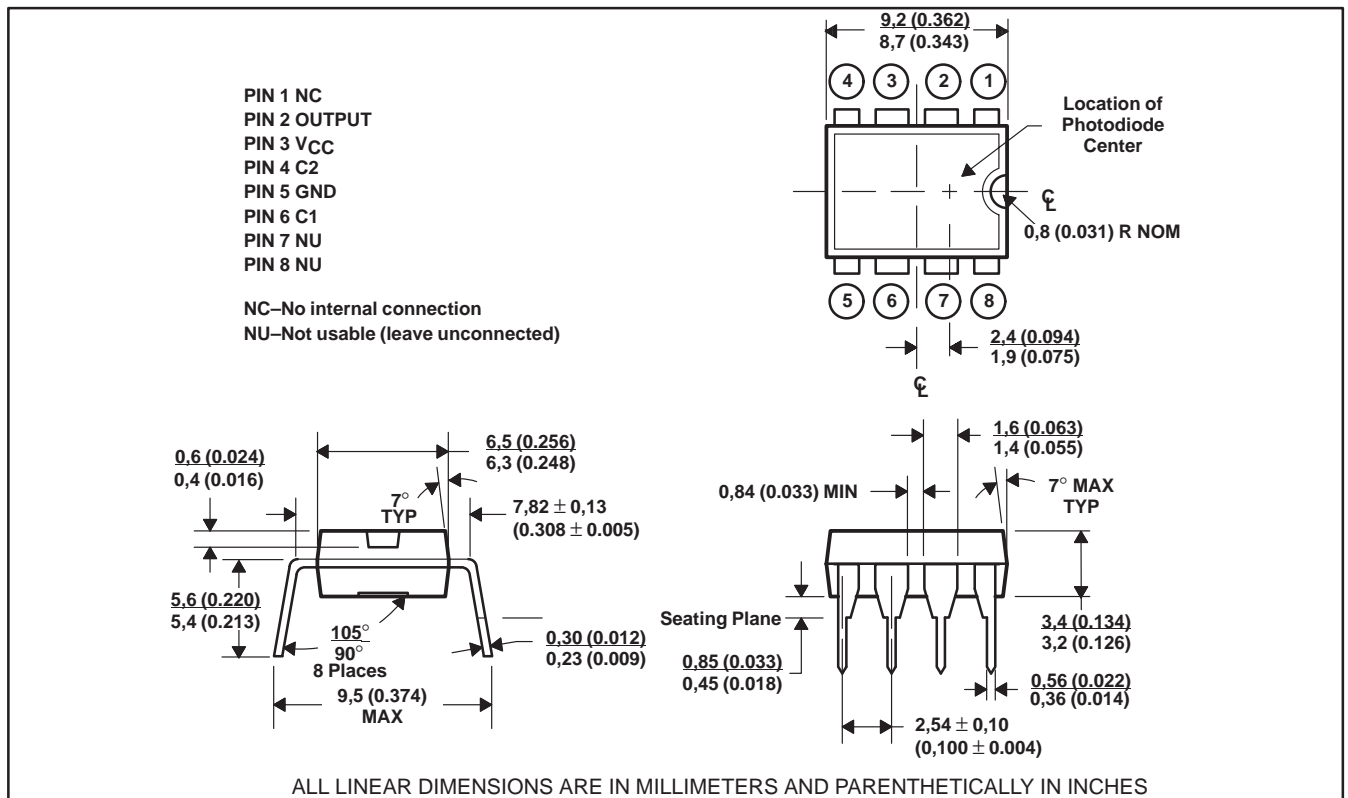 PIN 1 NC
PIN 2 OUTPUT
PIN 3 VCC
PIN 4 C2
PIN 5 GND
PIN 6 C1
PIN 7 NU
PIN 8 NU
NC–No internal connection
NU–Not usable (leave unconnected)
9,2 (0.362)
8,7 (0.343)
4 3 2 1
Location of
Photodiode
Center
℄
0,8 (0.031) R NOM
5 6 7 8
2,4 (0.094)
1,9 (0.075)
℄
0,6 (0.024)
0,4 (0.016)
6,5 (0.256)
6,3 (0.248)
7°
TYP
7,82 ± 0,13
(0.308 ± 0.005)
5,6 (0.220)
5,4 (0.213)
105°
90°
8 Places
0,30 (0.012)
0,23 (0.009)
9,5 (0.374)
MAX
1,6 (0.063)
1,4 (0.055)
0,84 (0.033) MIN
7° MAX
TYP
Seating Plane
3,4 (0.134)
3,2 (0.126)
0,85 (0.033)
0,45 (0.018)
0,56 (0.022)
0,36 (0.014)
2,54 ± 0,10
(0,100 ± 0.004)
ALL LINEAR DIMENSIONS ARE IN MILLIMETERS AND PARENTHETICALLY IN INCHES